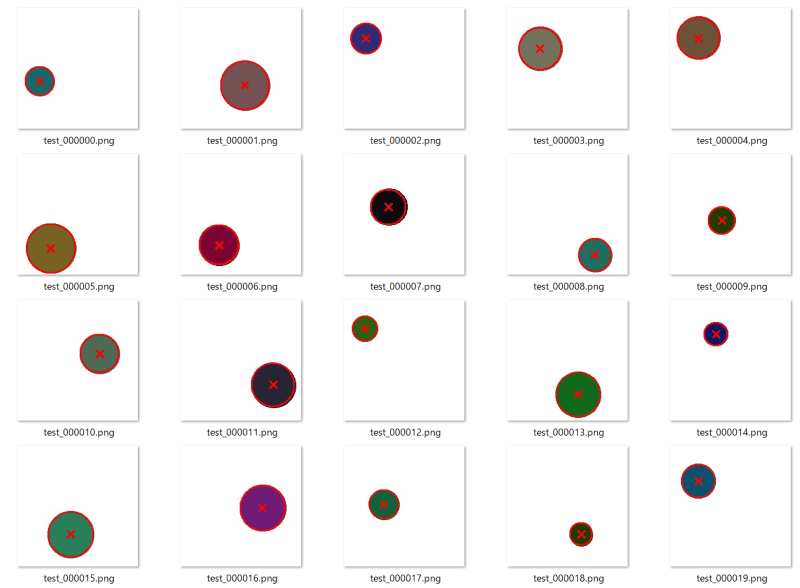 test_000000.png
test_000001.png
test_000002.png
test_000003.png
test_000004.png
test_000005.png
test_000006.png
test_000007.png
test_000008.png
test_000009.png
test_000010.png
test_000011.png
test_000012.png
test_000013.png
test_000014.png
test_000015.png
test_000016.png
test_000017.png
test_000018.png
test_000019.png